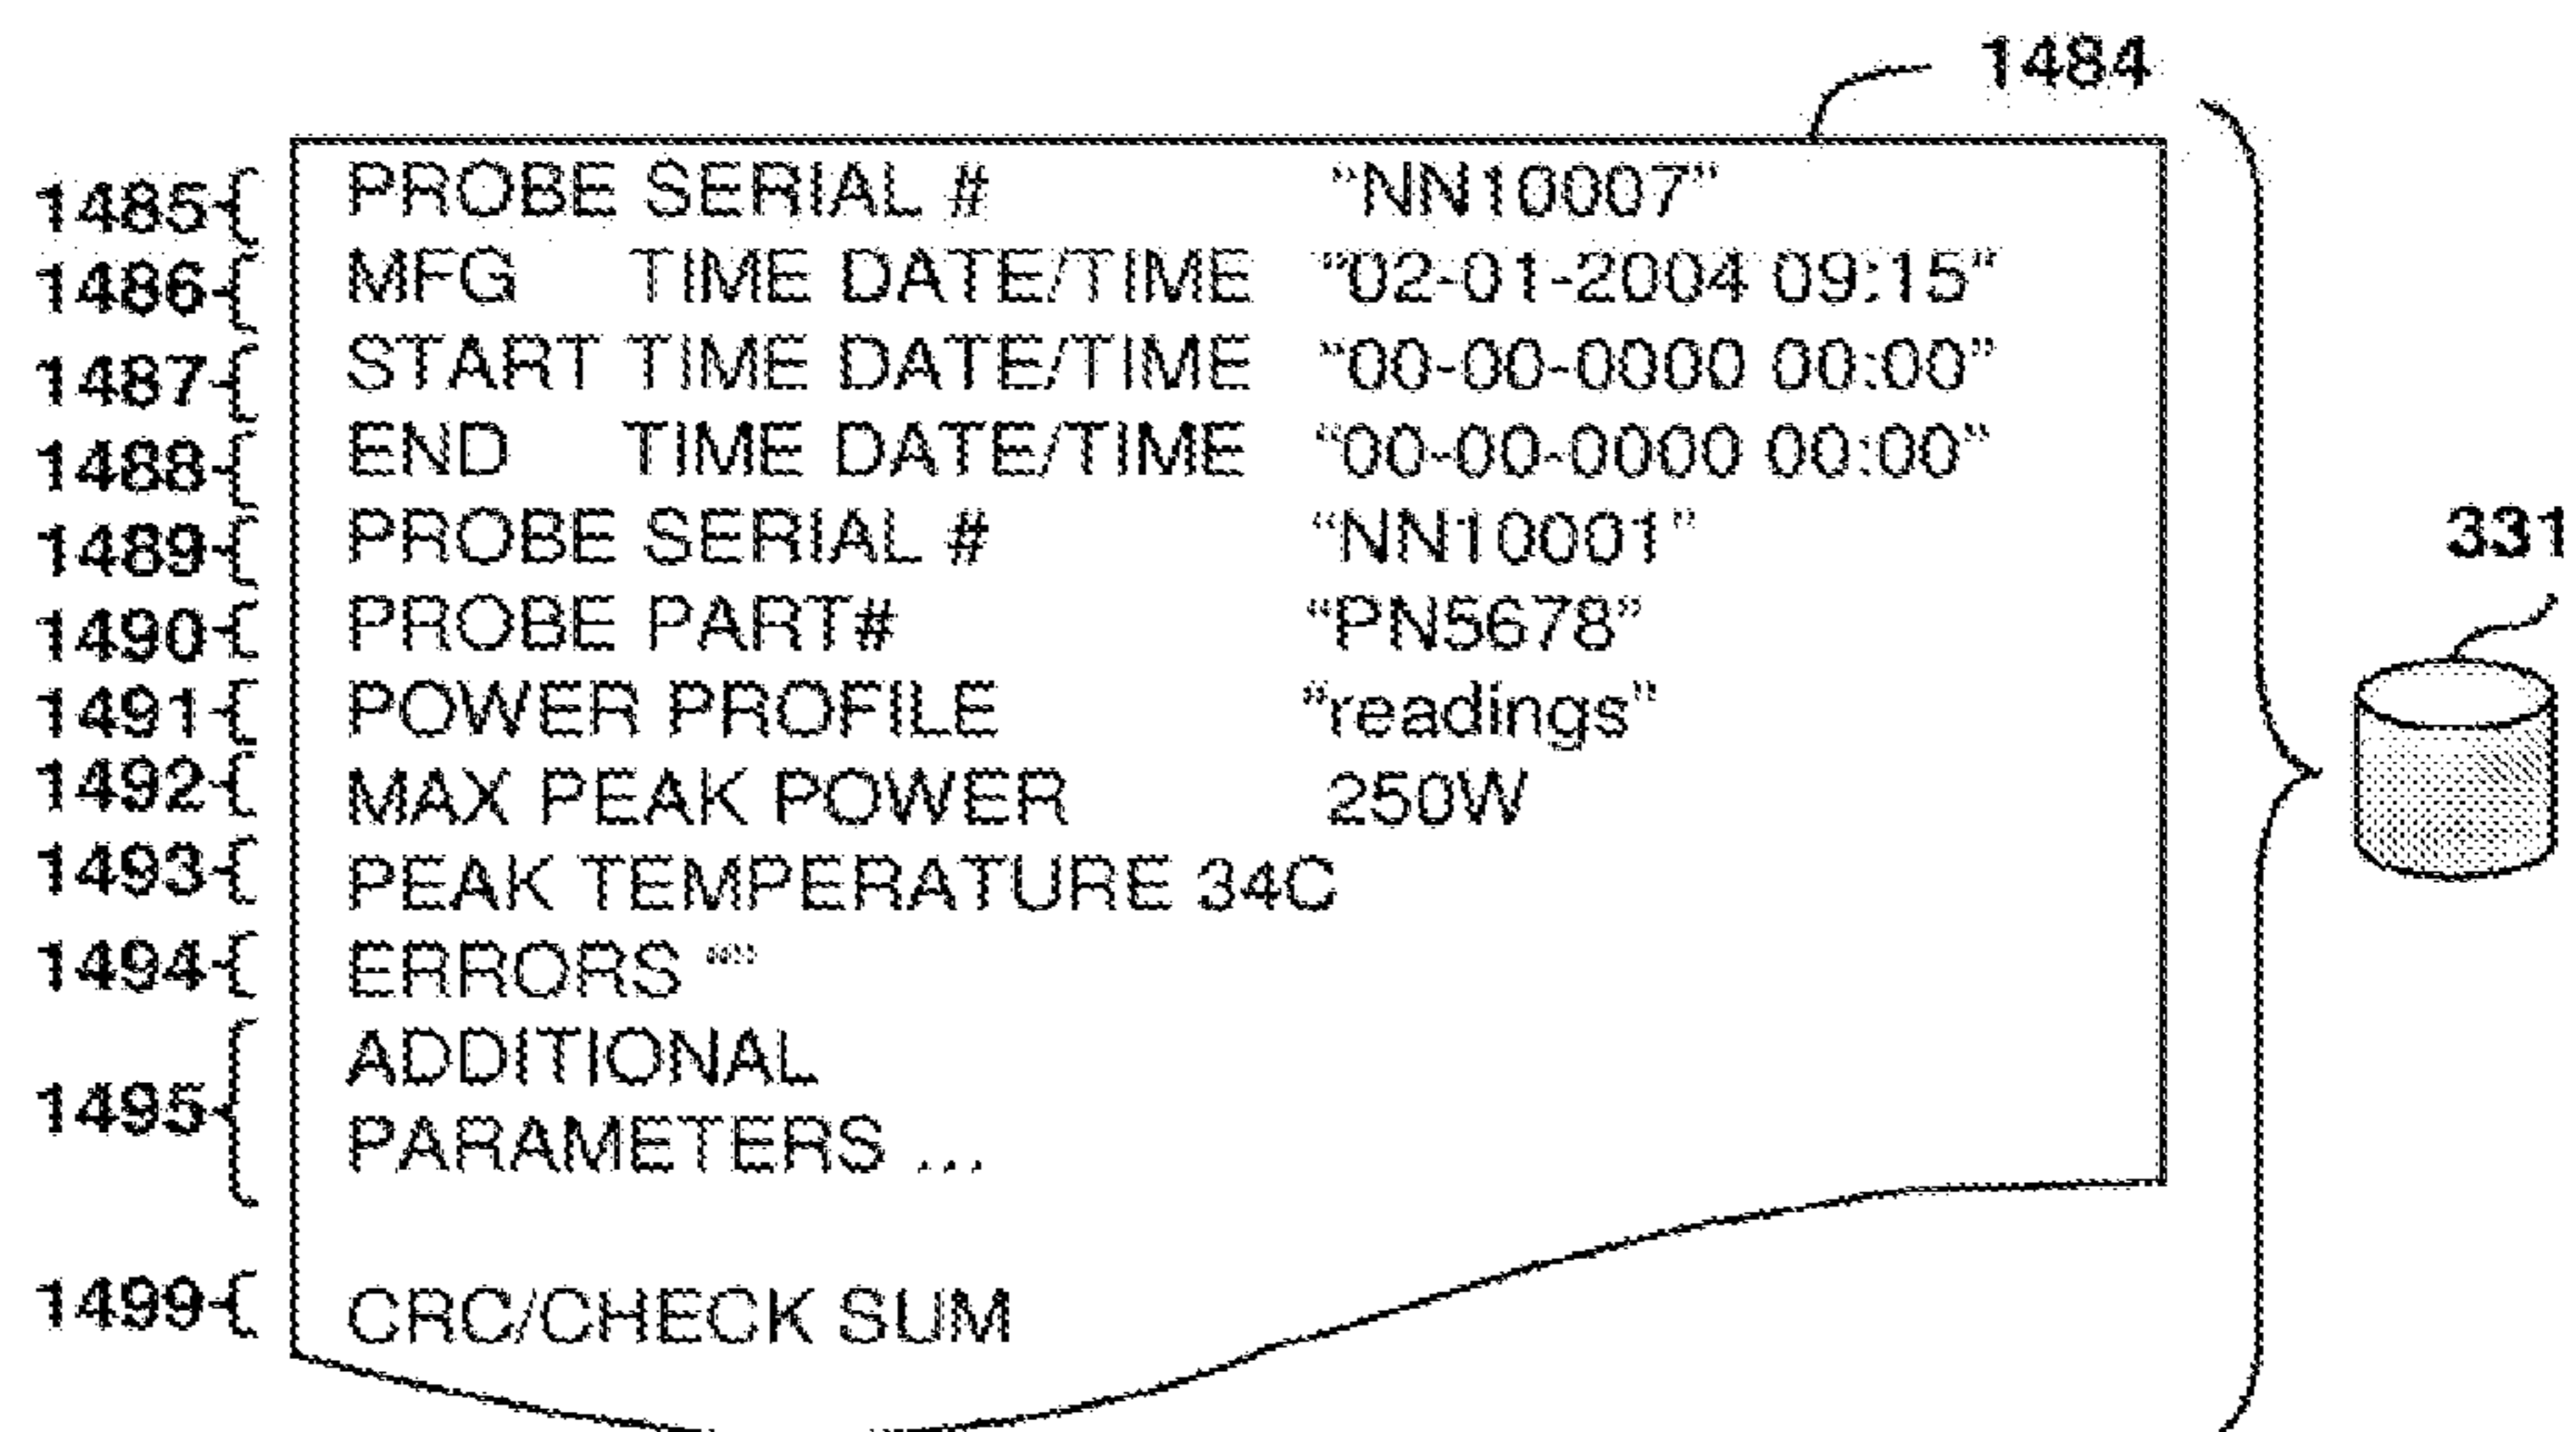 1484
1485 PROBE SERIAL # “NN10007”
1486 MFG TIME DATE/TIME “02-01-2004 09:15”
1487 START TIME DATE/TIME “00-00-0000 00:00”
1488 END TIME DATE/TIME “00-00-0000 00:00”
1489 PROBE SERIAL # “NN10001”
331
1490 PROBE PART# “PN5678”
1491 POWER PROFILE “readings”
1492 MAX PEAK POWER 250W
1493 PEAK TEMPERATURE 34C
1494 ERRORS “”
ADDITIONAL
1495
PARAMETERS ...
1499 CRC/CHECK SUM